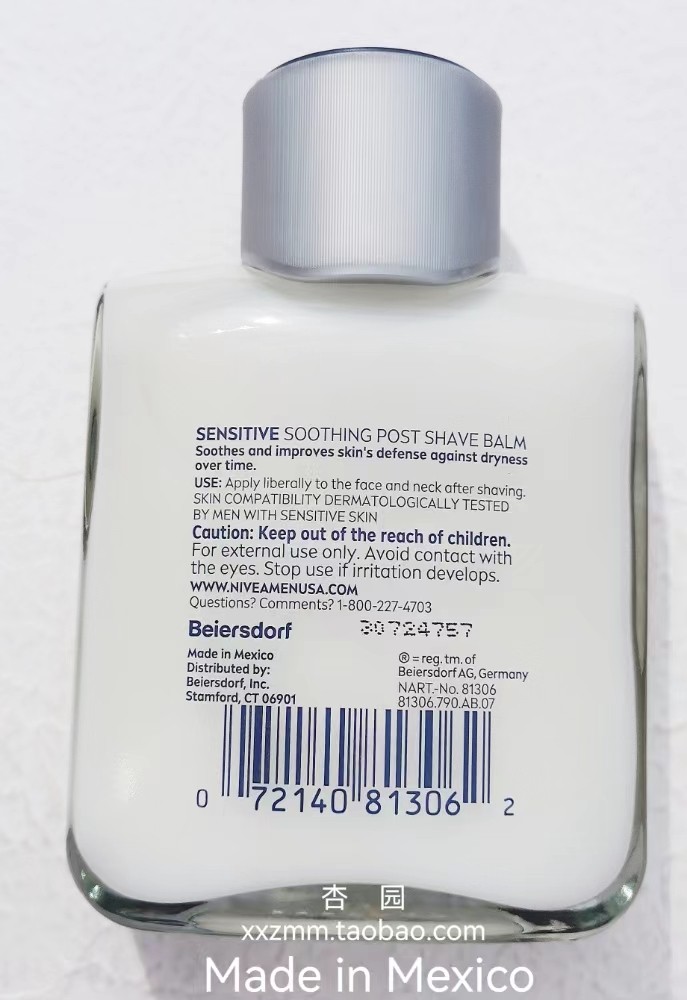 SENSITIVE SOOTHING POST SHAVE BALM
Soothes and improves skin's defense against dryness
over time.
USE: Apply liberally to the face and neck after shaving.
SKIN COMPATIBILITY DERMATOLOGICALLY TESTED
BY MEN WITH SENSITIVE SKIN
Caution: Keep out of the reach of children.
For external use only. Avoid contact with
the eyes. Stop use if irritation develops.
WWW.NIVEAMENUSA.COM
Questions? Comments? 1-800-227-4703
Beiersdorf
30724757
Made in Mexico
Distributed by:
Beiersdorf, Inc.
Stamford, CT 06901
® = reg. tm. of
Beiersdorf AG, Germany
NART.-No. 81306
81306.790.AB.07
0 72140 81306 2
杏 园
xxzmm.taobao.com
Made in Mexico